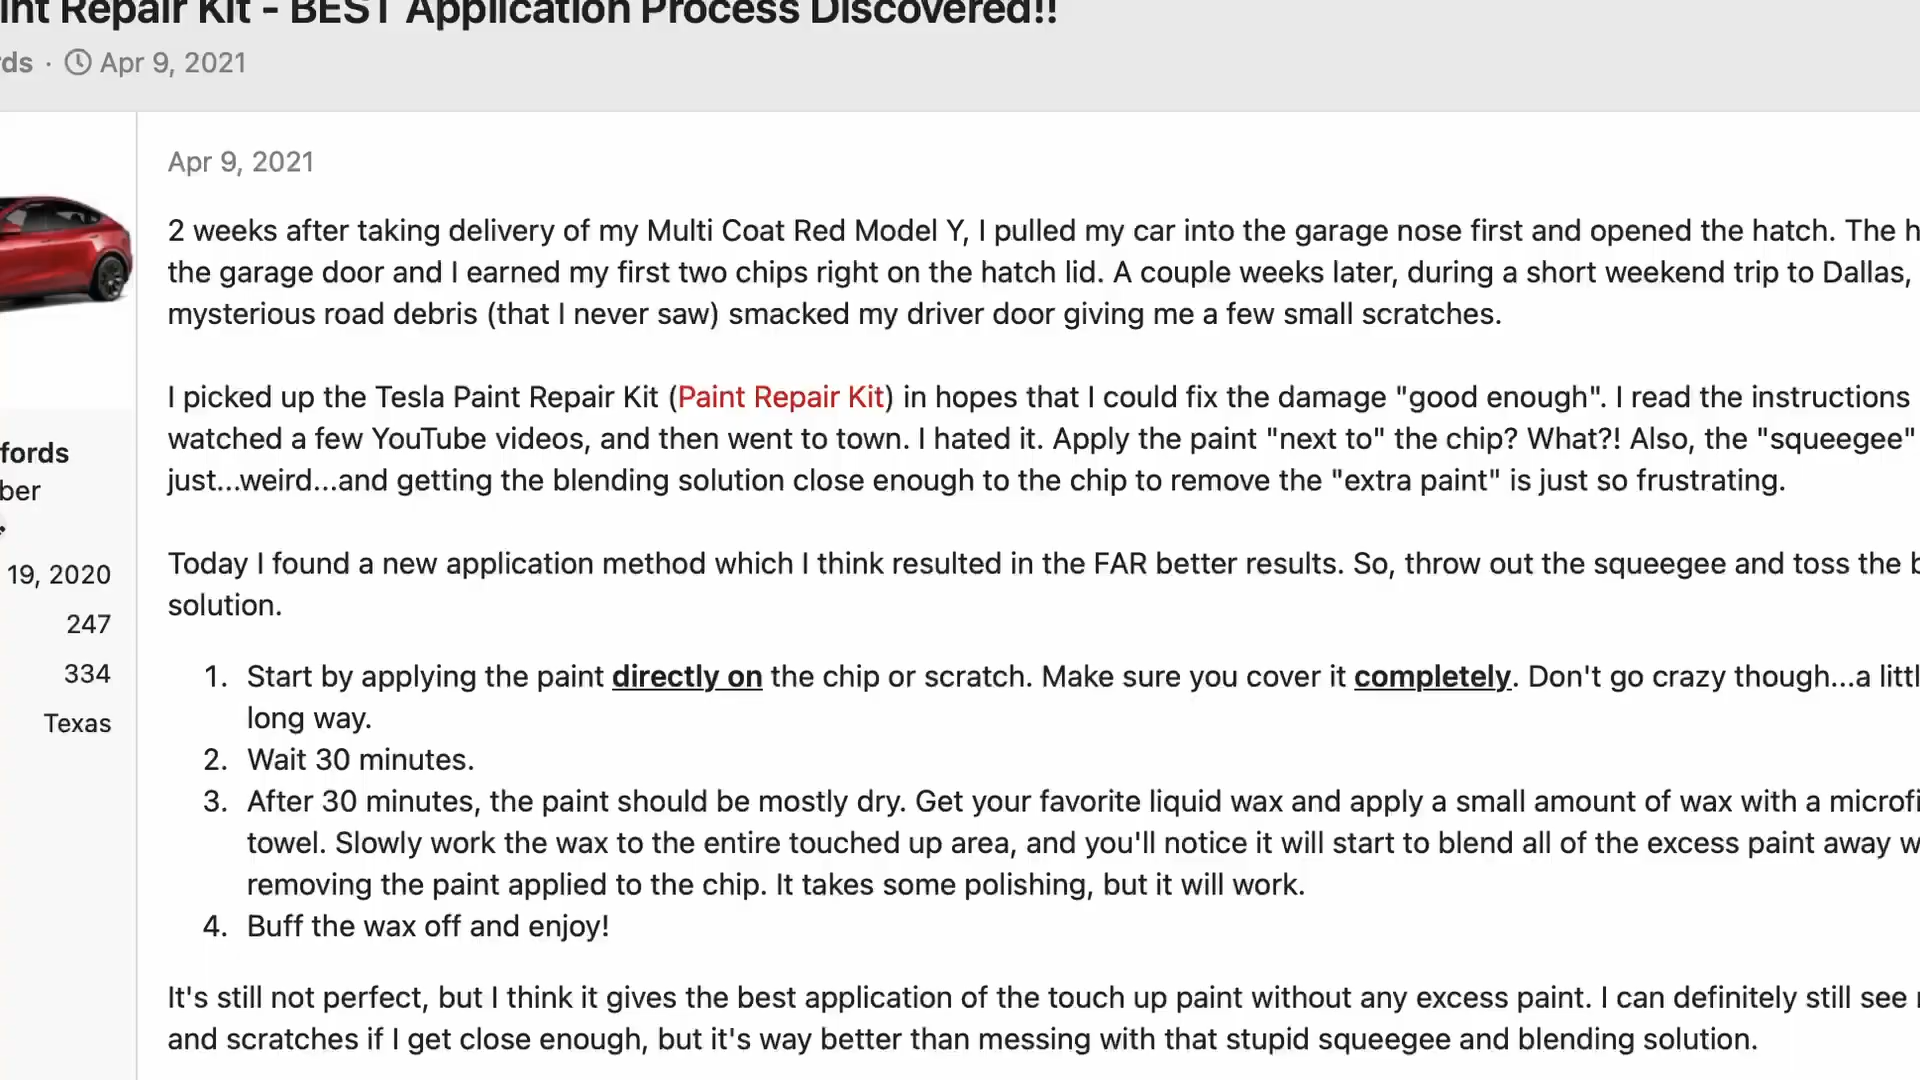 int Repair Kit - BEST Application Process Discovered!!
rds · Apr 9, 2021
Apr 9, 2021
2 weeks after taking delivery of my Multi Coat Red Model Y, I pulled my car into the garage nose first and opened the hatch. The
the garage door and I earned my first two chips right on the hatch lid. A couple weeks later, during a short weekend trip to Dallas,
mysterious road debris (that I never saw) smacked my driver door giving me a few small scratches.
I picked up the Tesla Paint Repair Kit (Paint Repair Kit) in hopes that I could fix the damage "good enough". I read the instructions
watched a few YouTube videos, and then went to town. I hated it. Apply the paint "next to" the chip? What?! Also, the "squeegee"
just...weird...and getting the blending solution close enough to the chip to remove the "extra paint" is just so frustrating.
Today I found a new application method which I think resulted in the FAR better results. So, throw out the squeegee and toss the
solution.
1. Start by applying the paint directly on the chip or scratch. Make sure you cover it completely. Don't go crazy though...a littl
long way.
2. Wait 30 minutes.
3. After 30 minutes, the paint should be mostly dry. Get your favorite liquid wax and apply a small amount of wax with a microfi
towel. Slowly work the wax to the entire touched up area, and you'll notice it will start to blend all of the excess paint away w
removing the paint applied to the chip. It takes some polishing, but it will work.
4. Buff the wax off and enjoy!
It's still not perfect, but I think it gives the best application of the touch up paint without any excess paint. I can definitely still see
and scratches if I get close enough, but it's way better than messing with that stupid squeegee and blending solution.
fords
ber
19, 2020
247
334
Texas